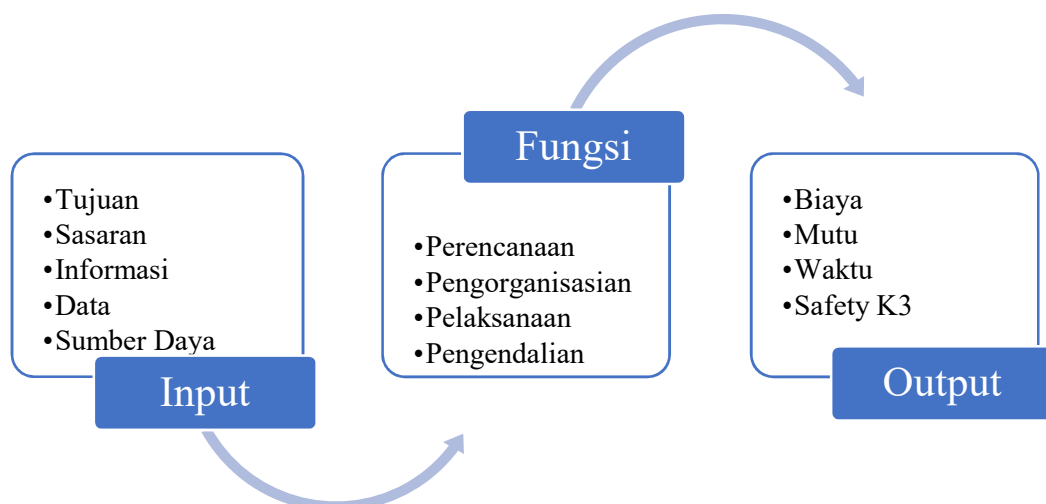 •Tujuan
•Sasaran
•Informasi
•Data
•Sumber Daya
Input
Fungsi
•Perencanaan
•Pengorganisasian
•Pelaksanaan
•Pengendalian
•Biaya
•Mutu
•Waktu
•Safety K3
Output